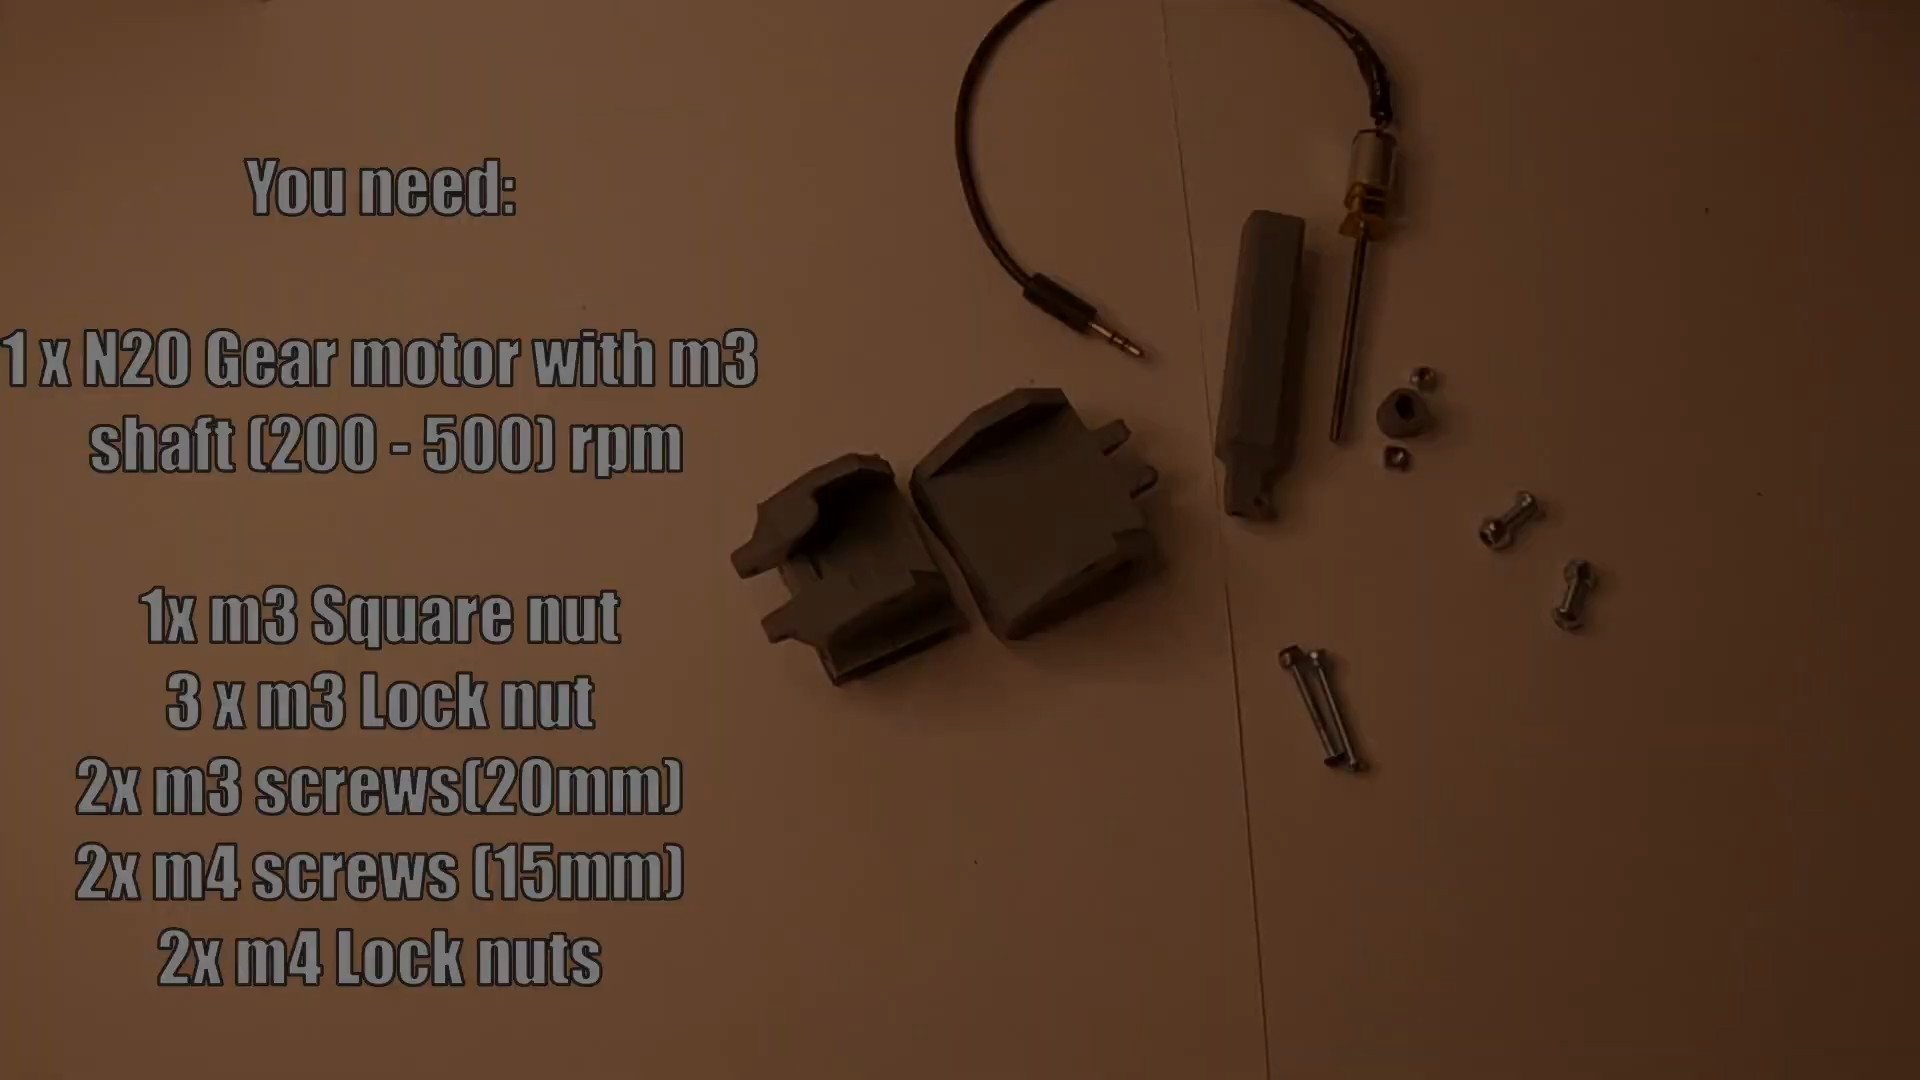 You need:
1 x N20 Gear motor with m3
shaft (200 - 500) rpm
1x m3 Square nut
3 x m3 Lock nut
2x m3 screws(20mm)
2x m4 screws (15mm)
2x m4 Lock nuts